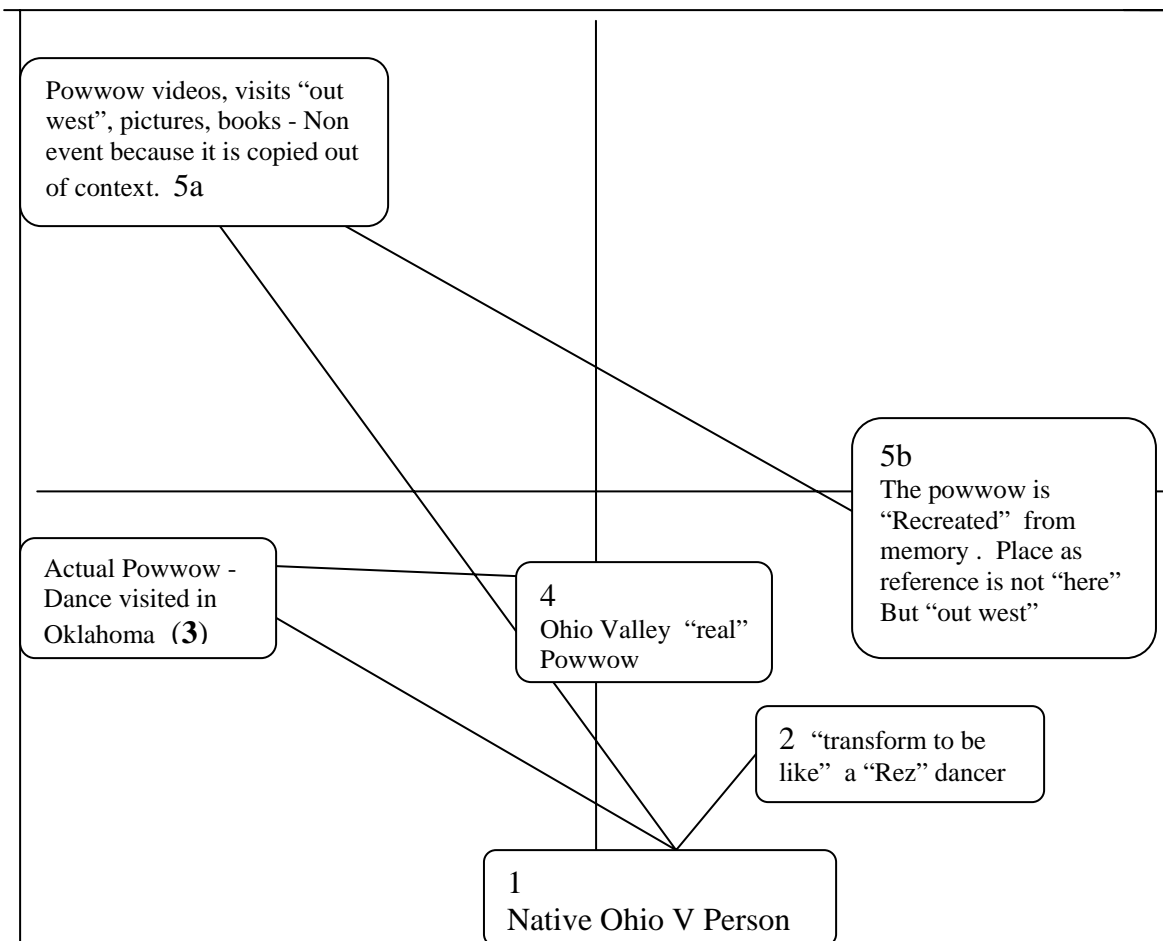 Powwow videos, visits “out
west”, pictures, books - Non
event because it is copied out
of context.  5a
5b
The powwow is
“Recreated”  from
memory .  Place as
reference is not “here”
But “out west”
Actual Powwow -
Dance visited in
Oklahoma  (3)
4
Ohio Valley  “real”
Powwow
2  “transform to be
like”  a “Rez” dancer
1
Native Ohio V Person